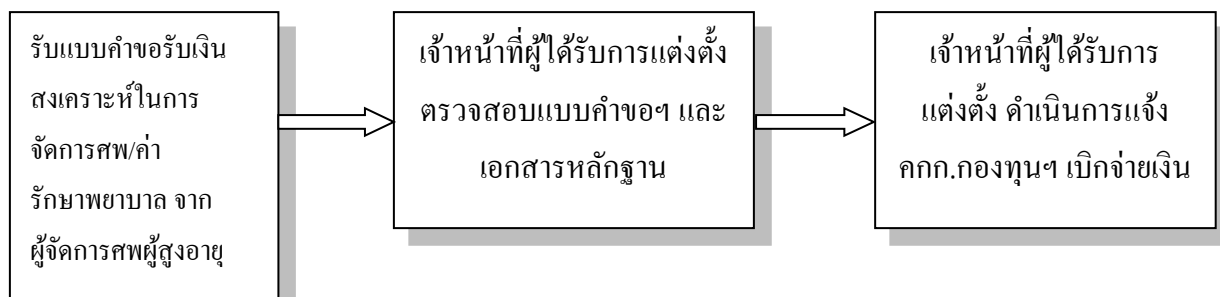 รับแบบคำขอรับเงิน
สงเคราะห์ในการ
จัดการศพ/ค่า
รักษาพยาบาล จาก
ผู้จัดการศพผู้สูงอายุ
เจ้าหน้าที่ผู้ได้รับการแต่งตั้ง
ตรวจสอบแบบคำขอฯ และ
เอกสารหลักฐาน
เจ้าหน้าที่ผู้ได้รับการ
แต่งตั้ง ดำเนินการแจ้ง
คกก.กองทุนฯ เบิกจ่ายเงิน